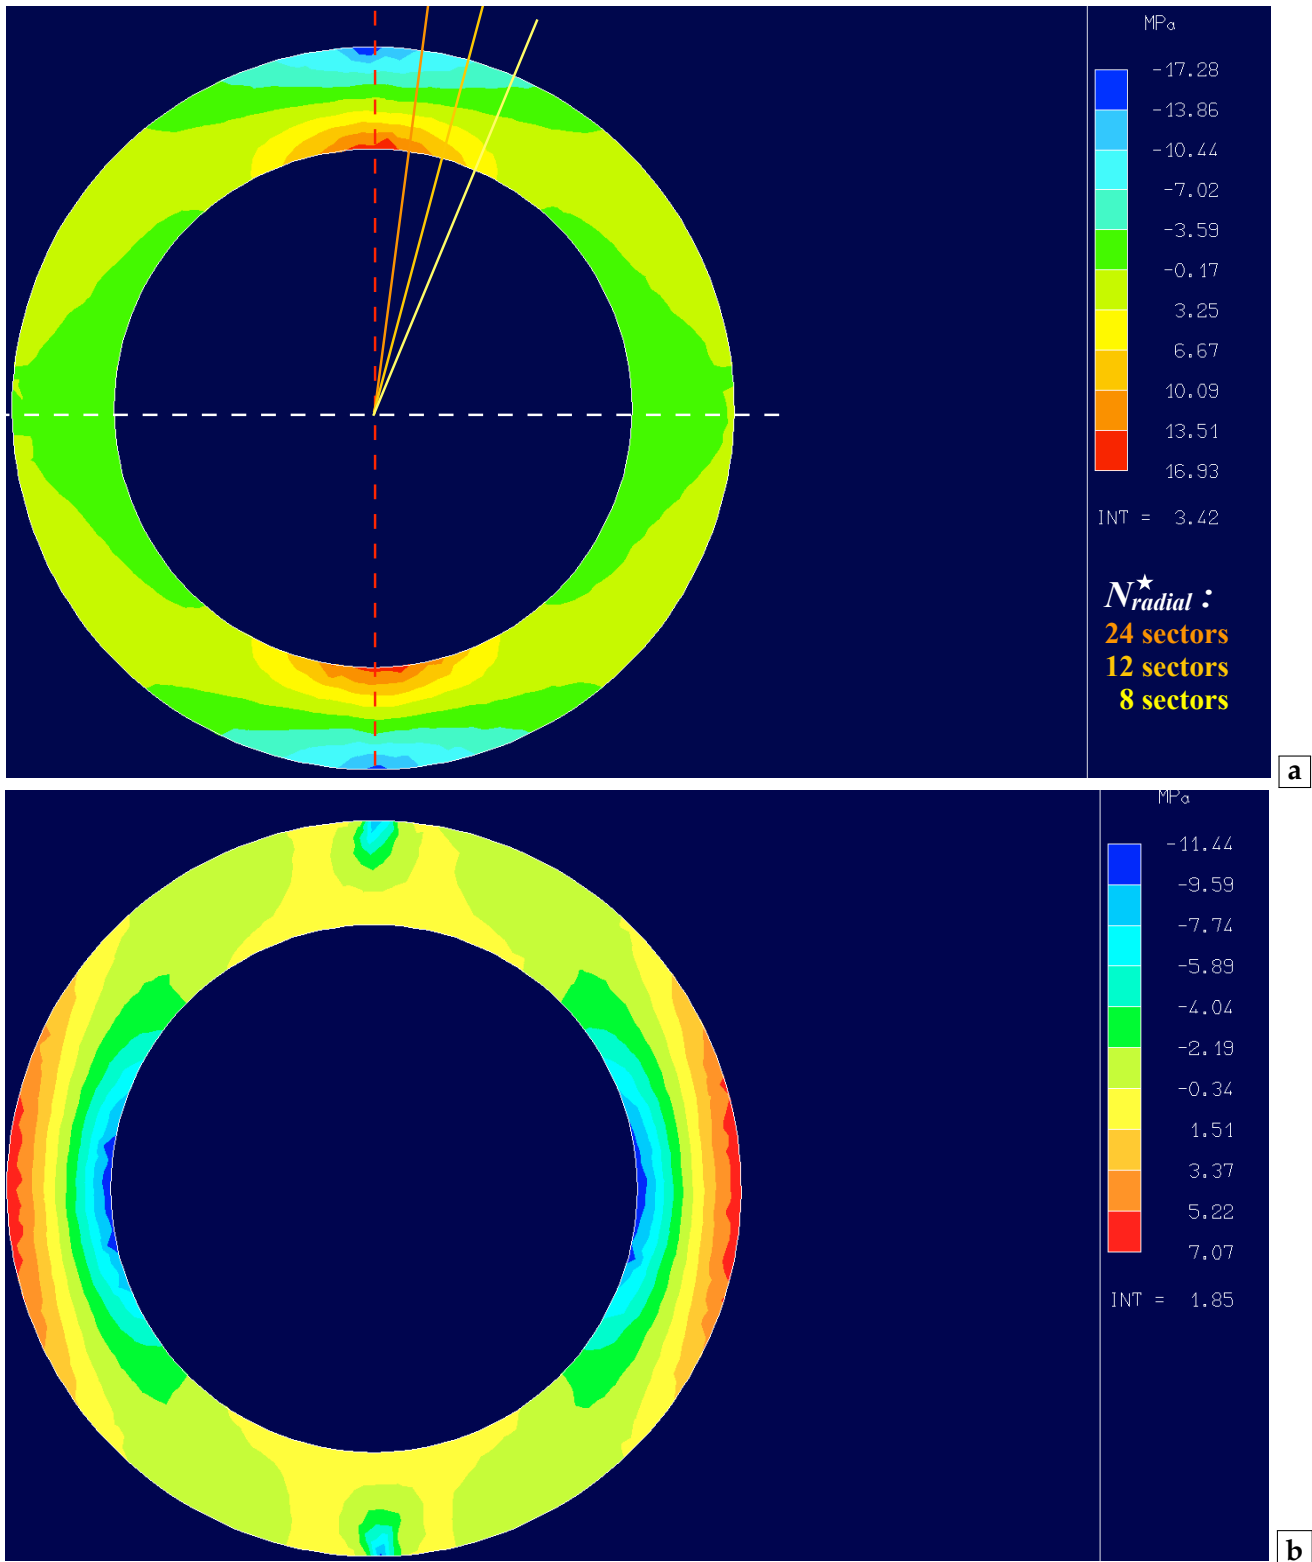 MPa
-17.28
-13.86
-10.44
-7.02
-3.59
-0.17
3.25
6.67
10.09
13.51
16.93
INT = 3.42
N★radial :
24 sectors
12 sectors
8 sectors
a
MPa
-11.44
-9.59
-7.74
-5.89
-4.04
-2.19
-0.34
1.51
3.37
5.22
7.07
INT = 1.85
b